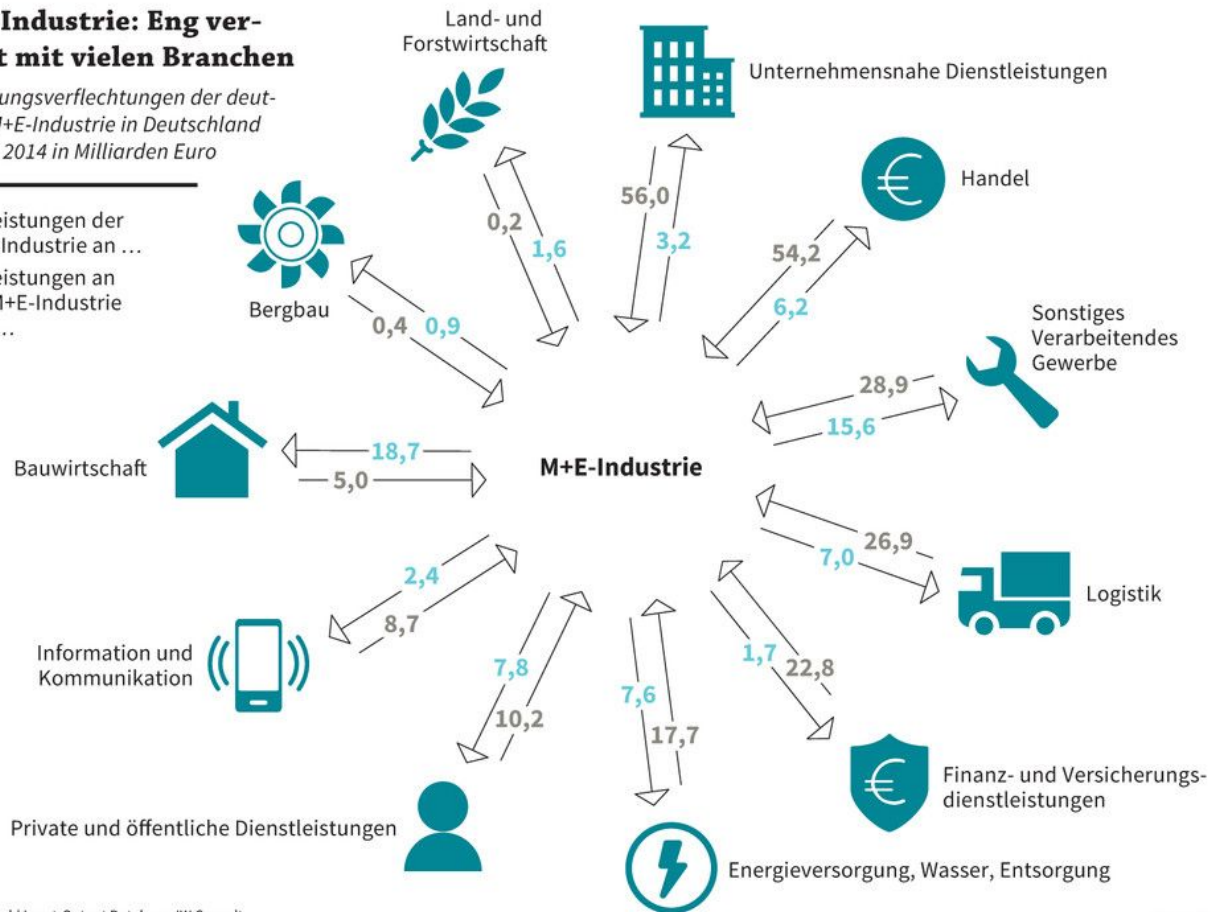 Industrie: Eng ver-
t mit vielen Branchen
ungsverflechtungen der deut-
M+E-Industrie in Deutschland
2014 in Milliarden Euro
eistungen der
Industrie an …
eistungen an
M+E-Industrie
…
Land- und
Forstwirtschaft
0,2
1,6
Unternehmensnahe Dienstleistungen
56,0
3,2
Handel
54,2
6,2
Bergbau
0,4
0,9
Sonstiges
Verarbeitendes
Gewerbe
28,9
15,6
Bauwirtschaft
18,7
5,0
M+E-Industrie
26,9
7,0
Logistik
Information und
Kommunikation
2,4
8,7
7,8
10,2
7,6
17,7
1,7
22,8
Finanz- und Versicherungs-
dienstleistungen
Private und öffentliche Dienstleistungen
Energieversorgung, Wasser, Entsorgung